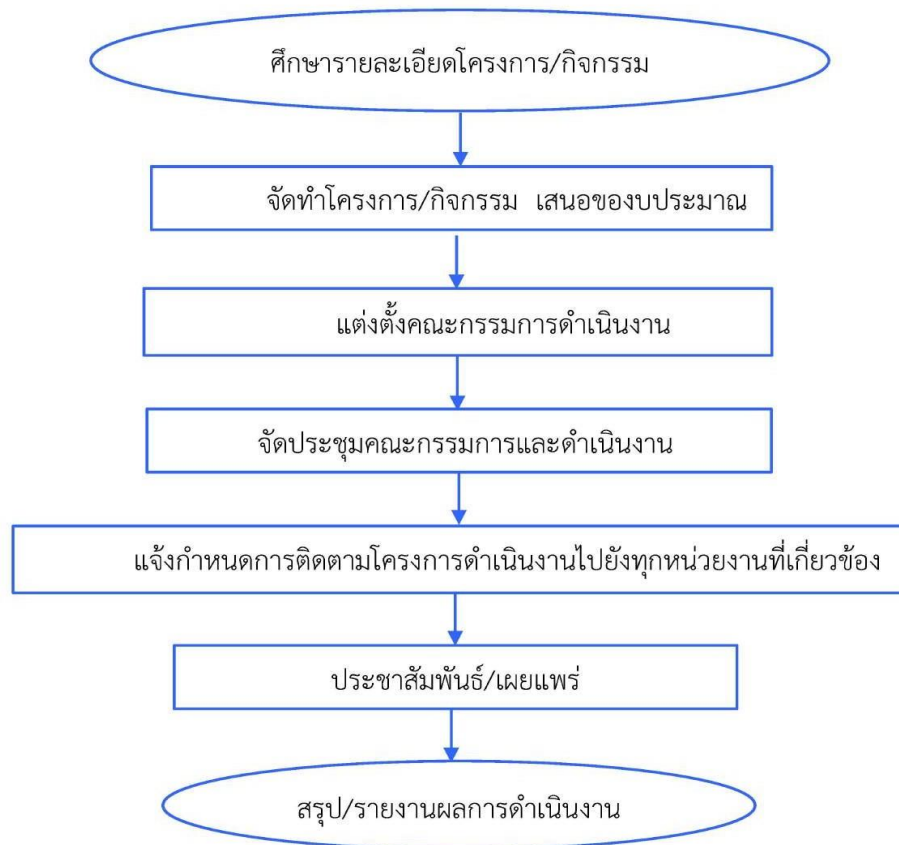 ศึกษารายละเอียดโครงการ/กิจกรรม
จัดทำโครงการ/กิจกรรม เสนอของบประมาณ
แต่งตั้งคณะกรรมการดำเนินงาน
จัดประชุมคณะกรรมการและดำเนินงาน
แจ้งกำหนดการติดตามโครงการดำเนินงานไปยังทุกหน่วยงานที่เกี่ยวข้อง
ประชาสัมพันธ์/เผยแพร่
สรุป/รายงานผลการดำเนินงาน